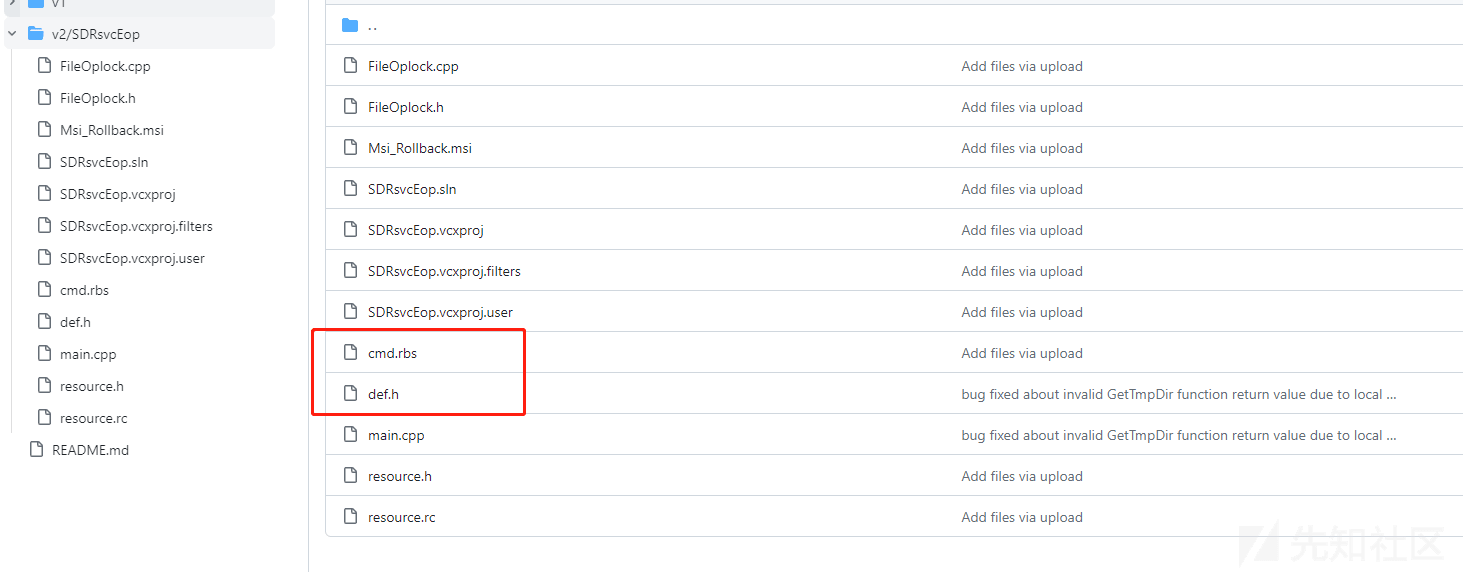 v1
v2/SDRsvcEop
FileOplock.cpp
FileOplock.h
Msi_Rollback.msi
SDRsvcEop.sln
SDRsvcEop.vcxproj
SDRsvcEop.vcxproj.filters
SDRsvcEop.vcxproj.user
cmd.rbs
def.h
main.cpp
resource.h
resource.rc
README.md
..
FileOplock.cpp Add files via upload
FileOplock.h Add files via upload
Msi_Rollback.msi Add files via upload
SDRsvcEop.sln Add files via upload
SDRsvcEop.vcxproj Add files via upload
SDRsvcEop.vcxproj.filters Add files via upload
SDRsvcEop.vcxproj.user Add files via upload
cmd.rbs Add files via upload
def.h bug fixed about invalid GetTmpDir function return value due to local ...
main.cpp bug fixed about invalid GetTmpDir function return value due to local ...
resource.h Add files via upload
resource.rc Add files via upload
先知社区